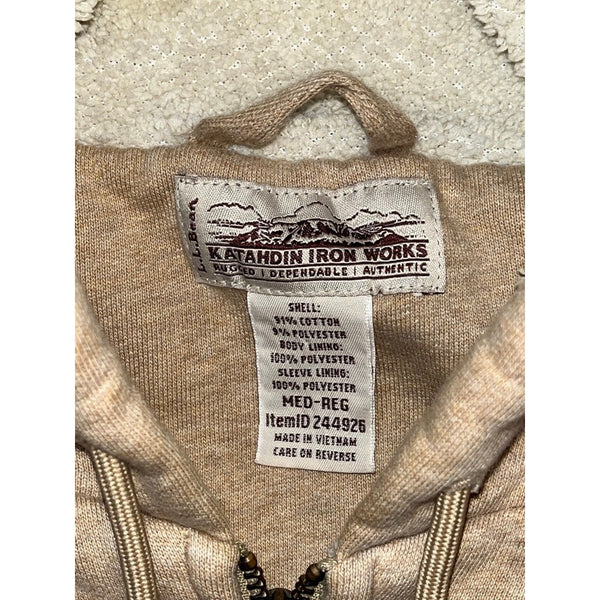 L.L.Bean
KATAHDIN IRON WORKS
RUGGED | DEPENDABLE | AUTHENTIC
SHELL:
91% COTTON
9% POLYESTER
BODY LINING:
100% POLYESTER
SLEEVE LINING:
100% POLYESTER
MED-REG
ItemID 244926
MADE IN VIETNAM
CARE ON REVERSE